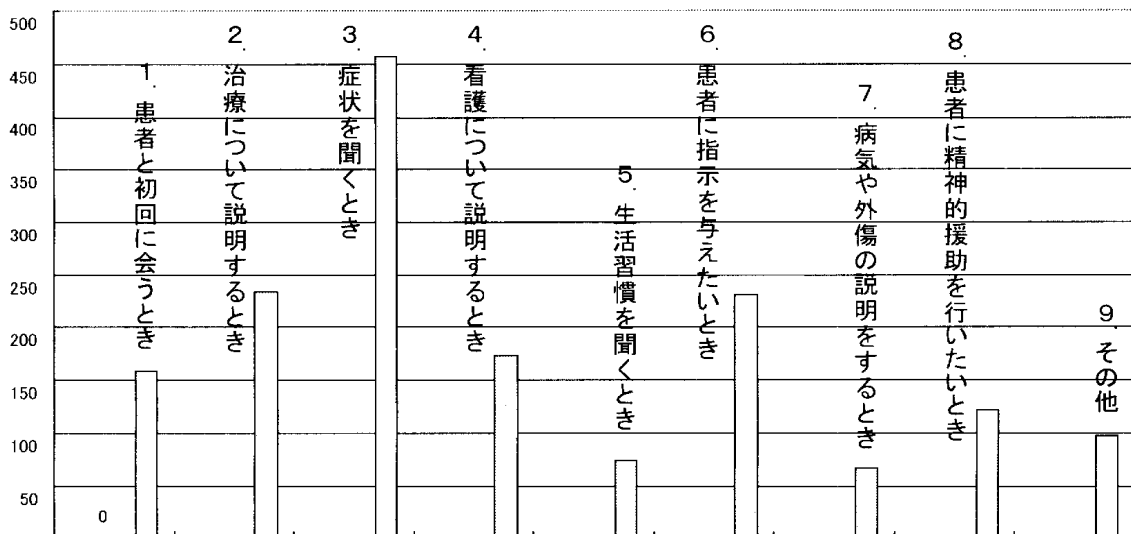 500
450
400
350
300
250
200
150
100
50
0
1. 患者と初回に会うとき
2. 治療について説明するとき
3. 症状を聞くとき
4. 看護について説明するとき
5. 生活習慣を聞くとき
6. 患者に指示を与えたいとき
7. 病気や外傷の説明をするとき
8. 患者に精神的援助を行いたいとき
9. その他